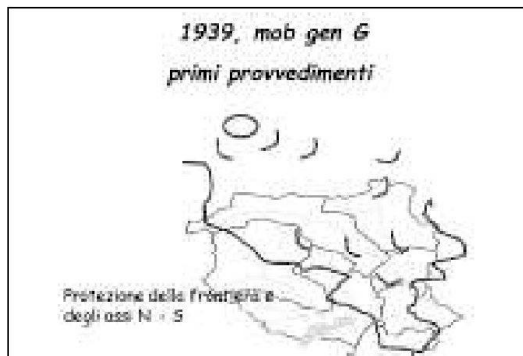 1939, mob gen G
primi provvedimenti
Protezione della frontiera e
degli assi N - S